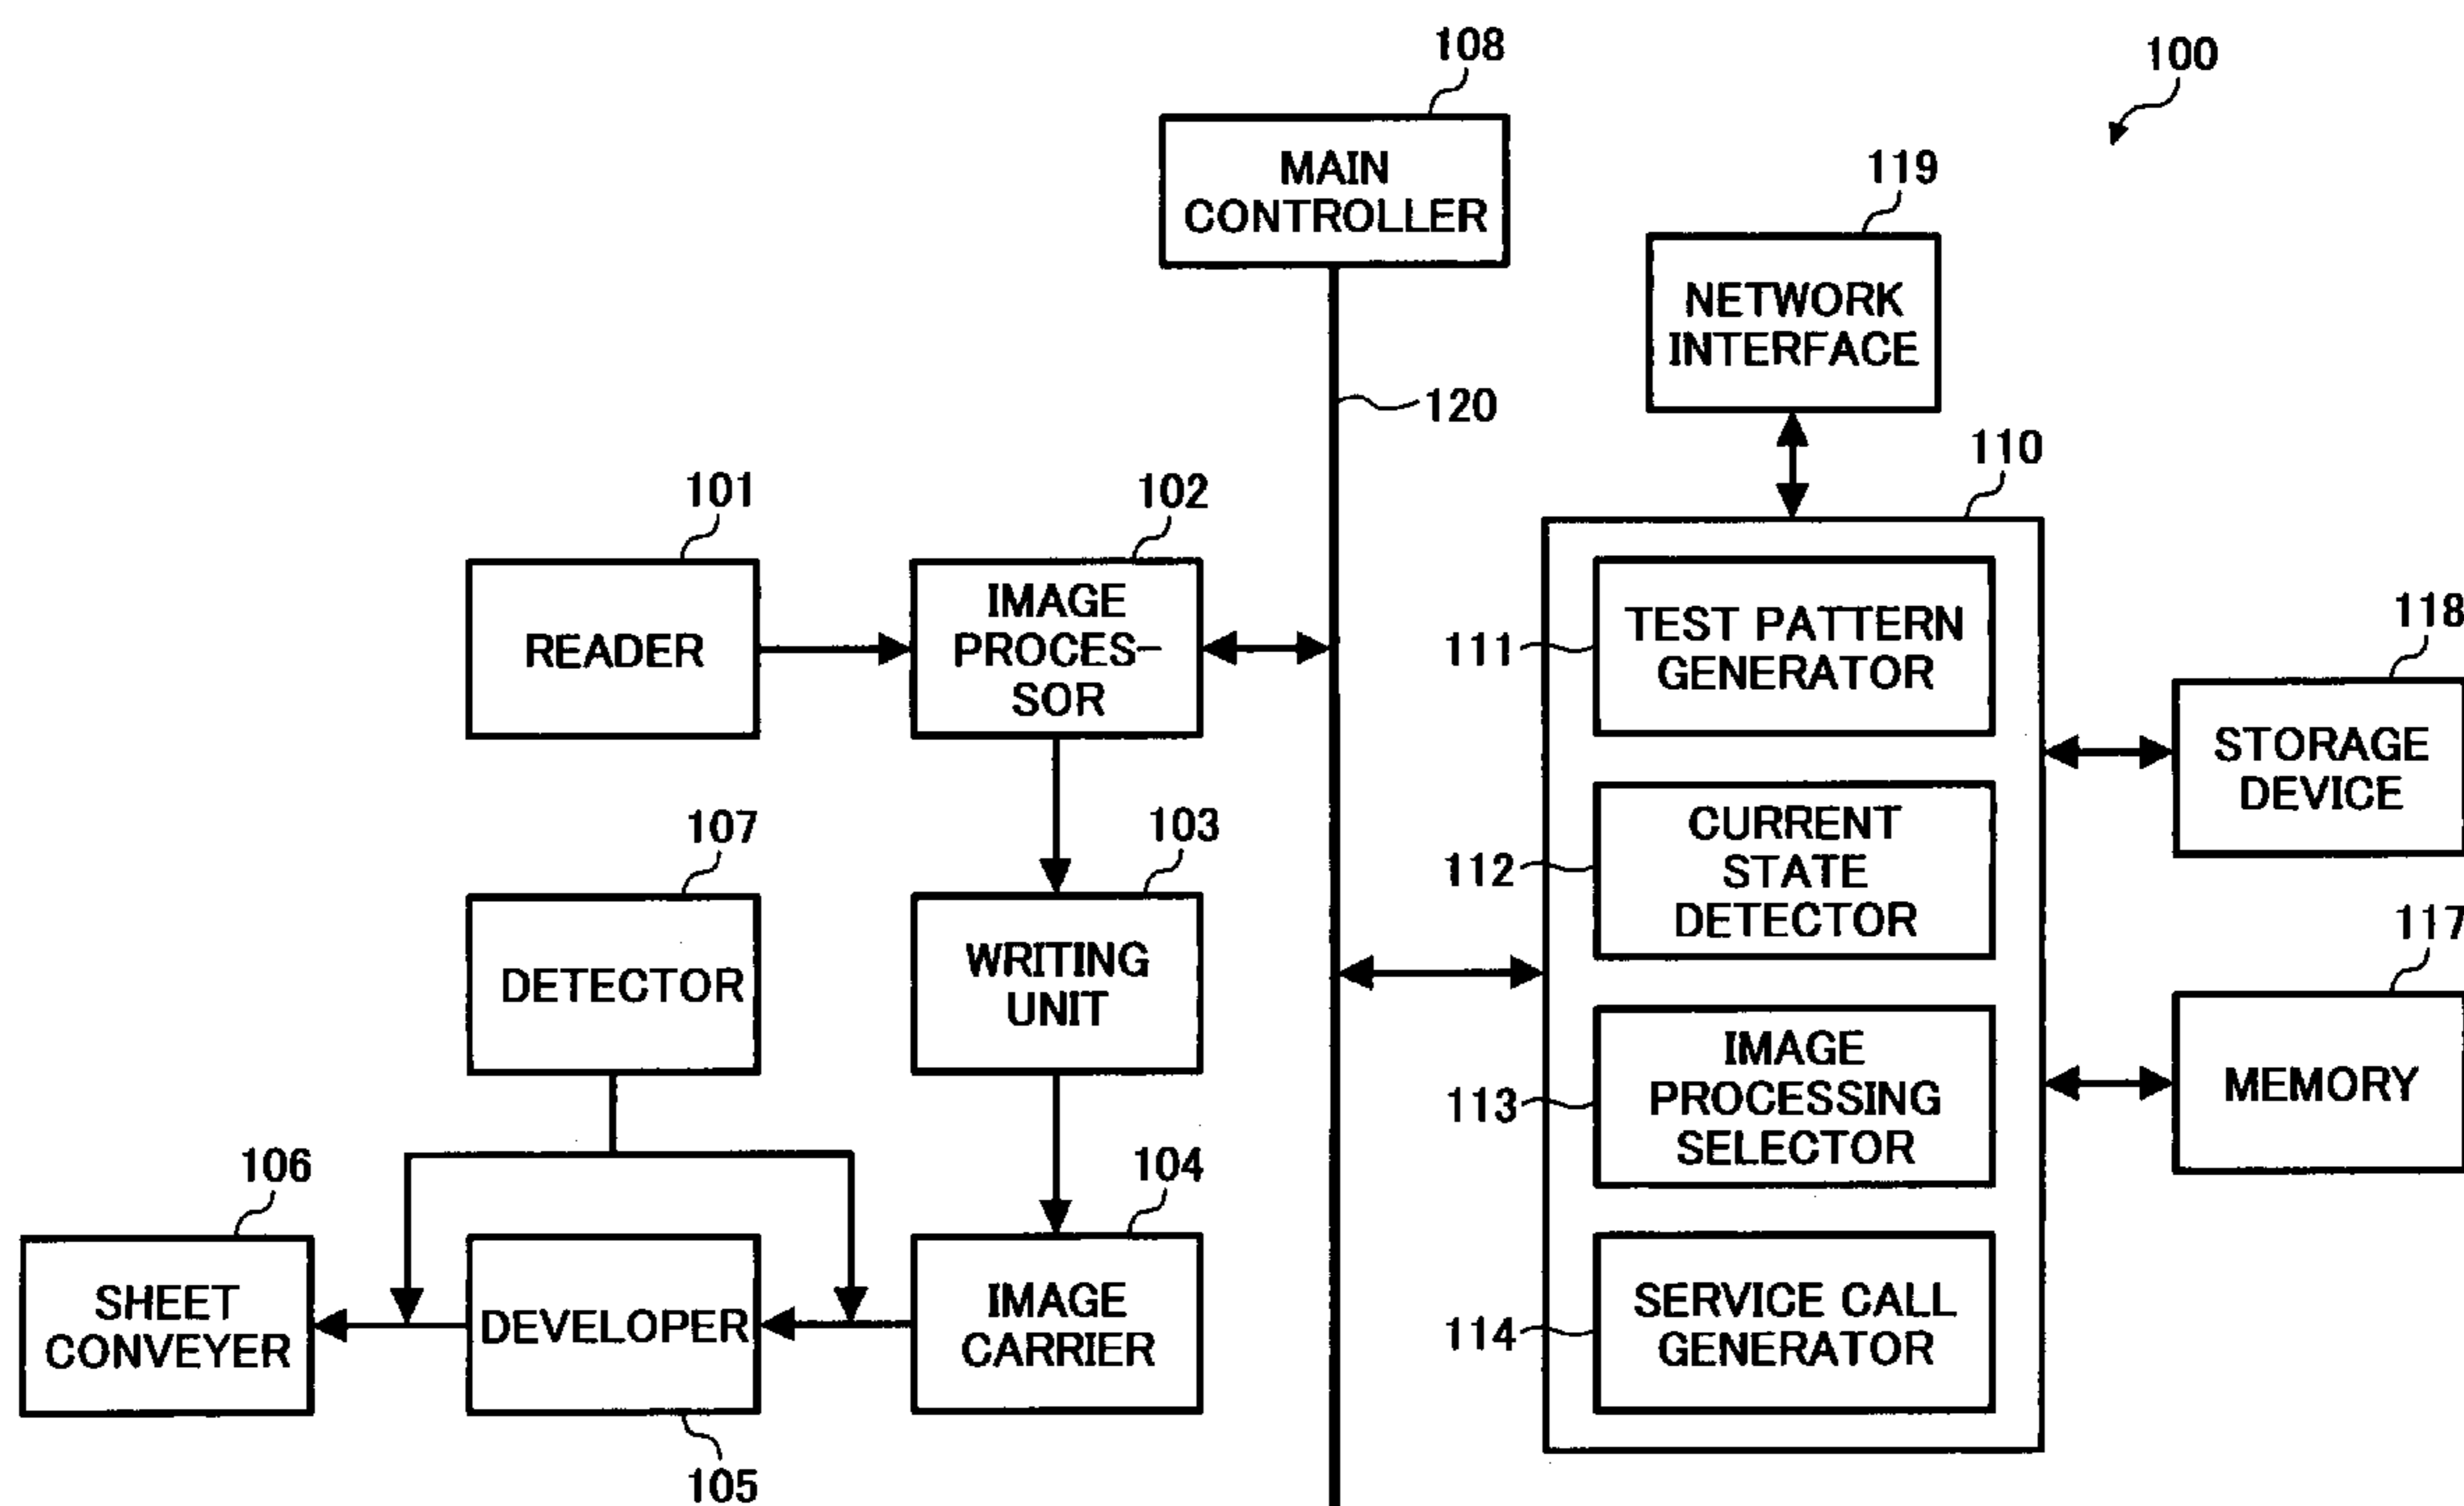 108
100
MAIN
CONTROLLER
119
NETWORK
INTERFACE
120
110
101
102
READER
IMAGE
PROCES-
SOR
111
TEST PATTERN
GENERATOR
118
STORAGE
DEVICE
107
103
DETECTOR
WRITING
UNIT
112
CURRENT
STATE
DETECTOR
117
MEMORY
113
IMAGE
PROCESSING
SELECTOR
106
104
SHEET
CONVEYER
DEVELOPER
IMAGE
CARRIER
114
SERVICE CALL
GENERATOR
105